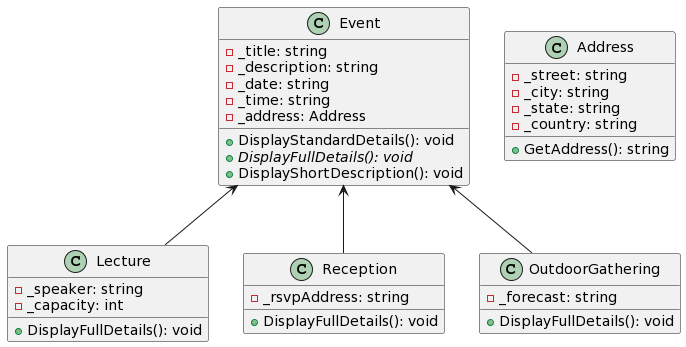 C Event
_title: string
_description: string
_date: string
_time: string
_address: Address
DisplayStandardDetails(): void
DisplayFullDetails(): void
DisplayShortDescription(): void
C Address
_street: string
_city: string
_state: string
_country: string
GetAddress(): string
C Lecture
_speaker: string
_capacity: int
DisplayFullDetails(): void
C Reception
_rsvpAddress: string
DisplayFullDetails(): void
C OutdoorGathering
_forecast: string
DisplayFullDetails(): void